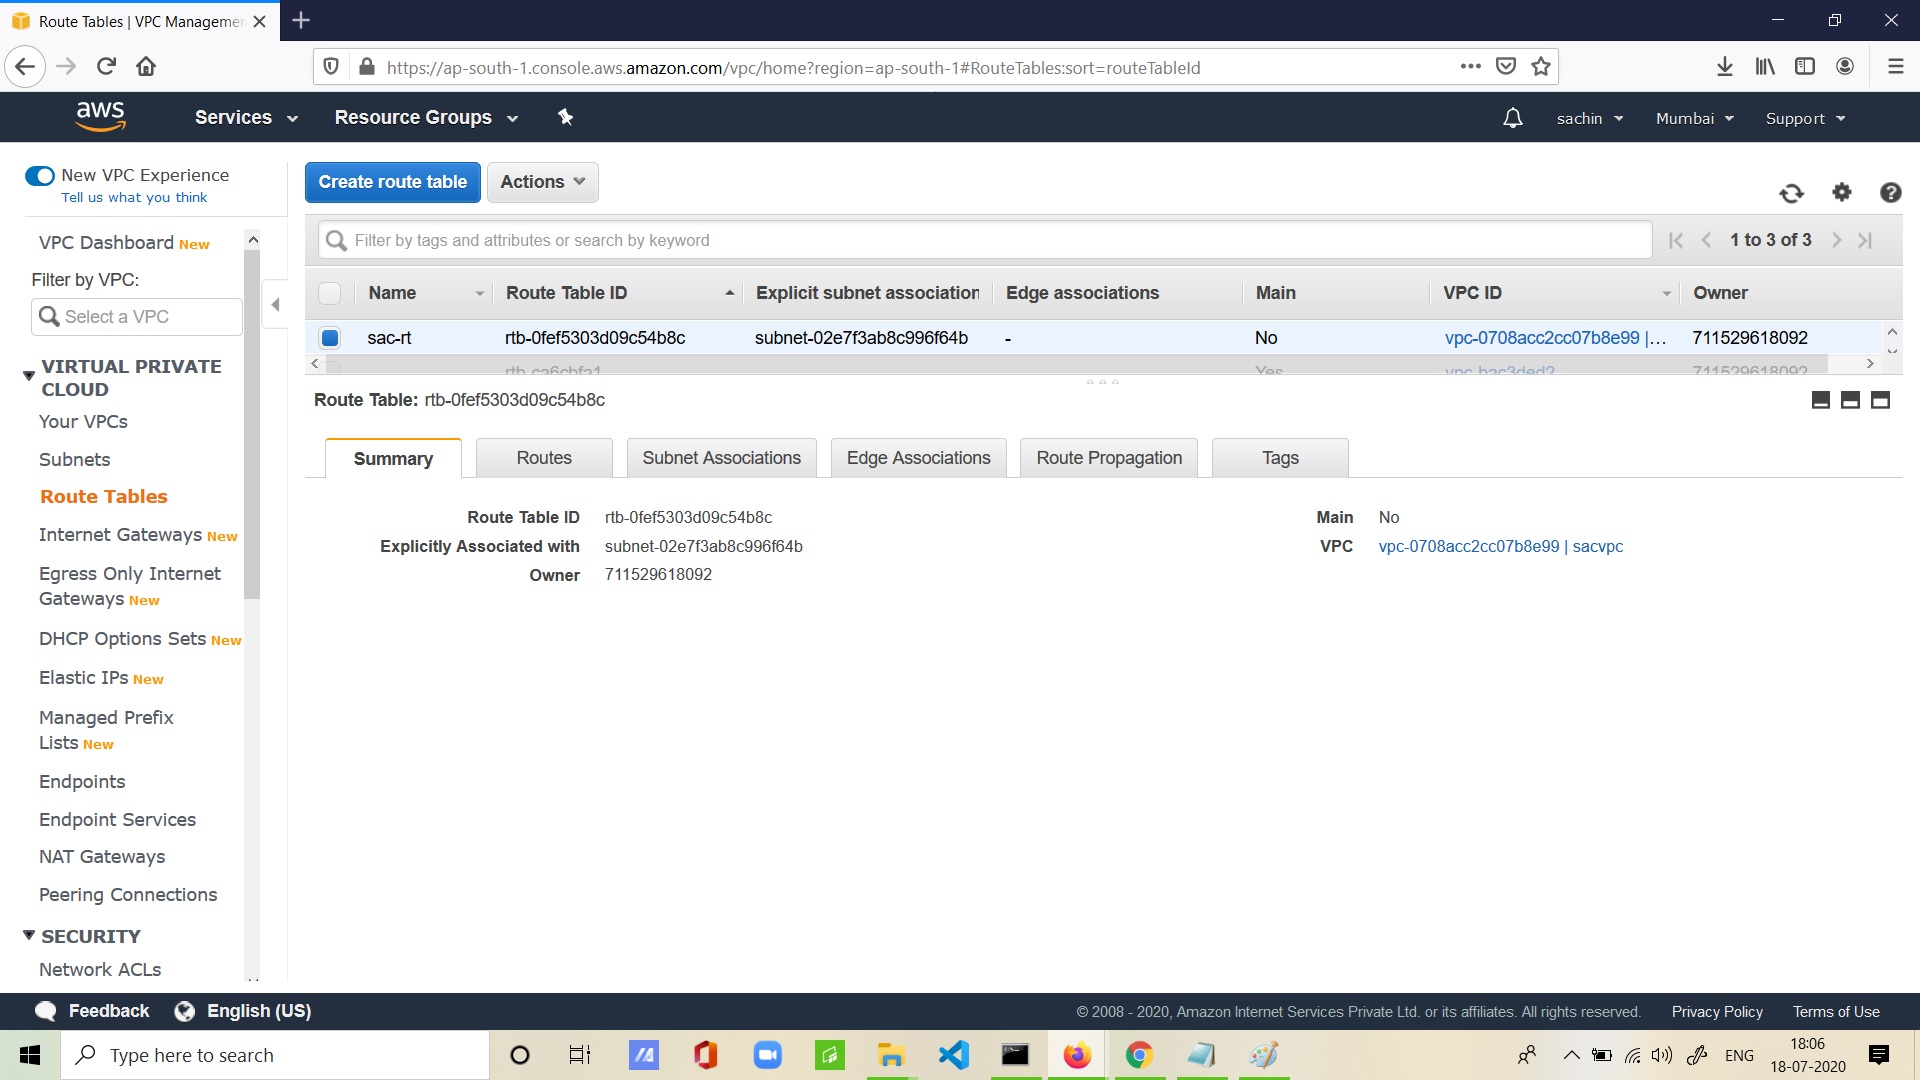 Route Tables | VPC Managemen
https://ap-south-1.console.aws.amazon.com/vpc/home?region=ap-south-1#RouteTables:sort=routeTableId
aws
Services
Resource Groups
sachin
Mumbai
Support
New VPC Experience
Tell us what you think
VPC Dashboard New
Filter by VPC:
Select a VPC
VIRTUAL PRIVATE
CLOUD
Your VPCs
Subnets
Route Tables
Internet Gateways New
Egress Only Internet
Gateways New
DHCP Options Sets New
Elastic IPs New
Managed Prefix
Lists New
Endpoints
Endpoint Services
NAT Gateways
Peering Connections
SECURITY
Network ACLs
Create route table
Actions
Filter by tags and attributes or search by keyword
1 to 3 of 3
Name Route Table ID Explicit subnet association Edge associations Main VPC ID Owner
sac-rt rtb-0fef5303d09c54b8c subnet-02e7f3ab8c996f64b - No vpc-0708acc2cc07b8e99 |... 711529618092
rtb-ca6cbfa1 Yes vpc-bac3ded2 711529618092
Route Table: rtb-0fef5303d09c54b8c
Summary
Routes
Subnet Associations
Edge Associations
Route Propagation
Tags
Route Table ID rtb-0fef5303d09c54b8c
Explicitly Associated with subnet-02e7f3ab8c996f64b
Owner 711529618092
Main No
VPC vpc-0708acc2cc07b8e99 | sacvpc
Feedback
English (US)
© 2008 - 2020, Amazon Internet Services Private Ltd. or its affiliates. All rights reserved.
Privacy Policy
Terms of Use
Type here to search
ENG
18:06
18-07-2020